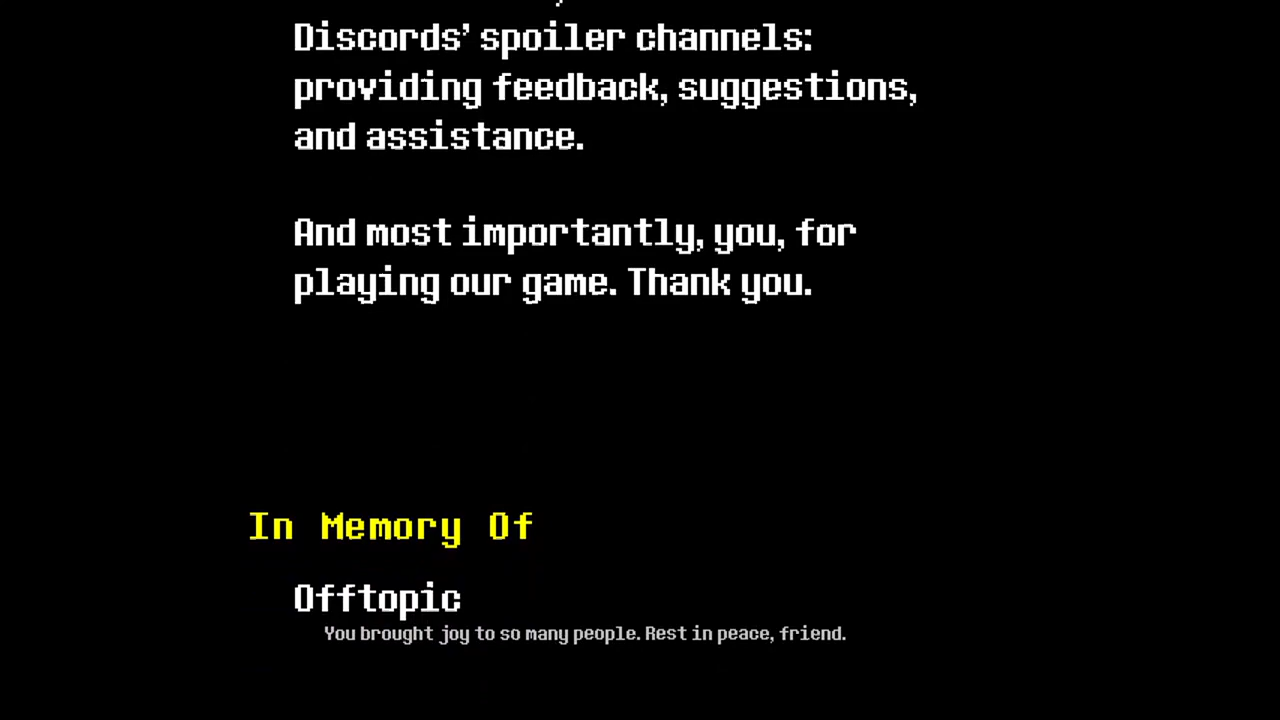 Discords' spoiler channels:
providing feedback, suggestions,
and assistance.
And most importantly, you, for
playing our game. Thank you.
In Memory Of
Offtopic
You brought joy to so many people. Rest in peace, friend.